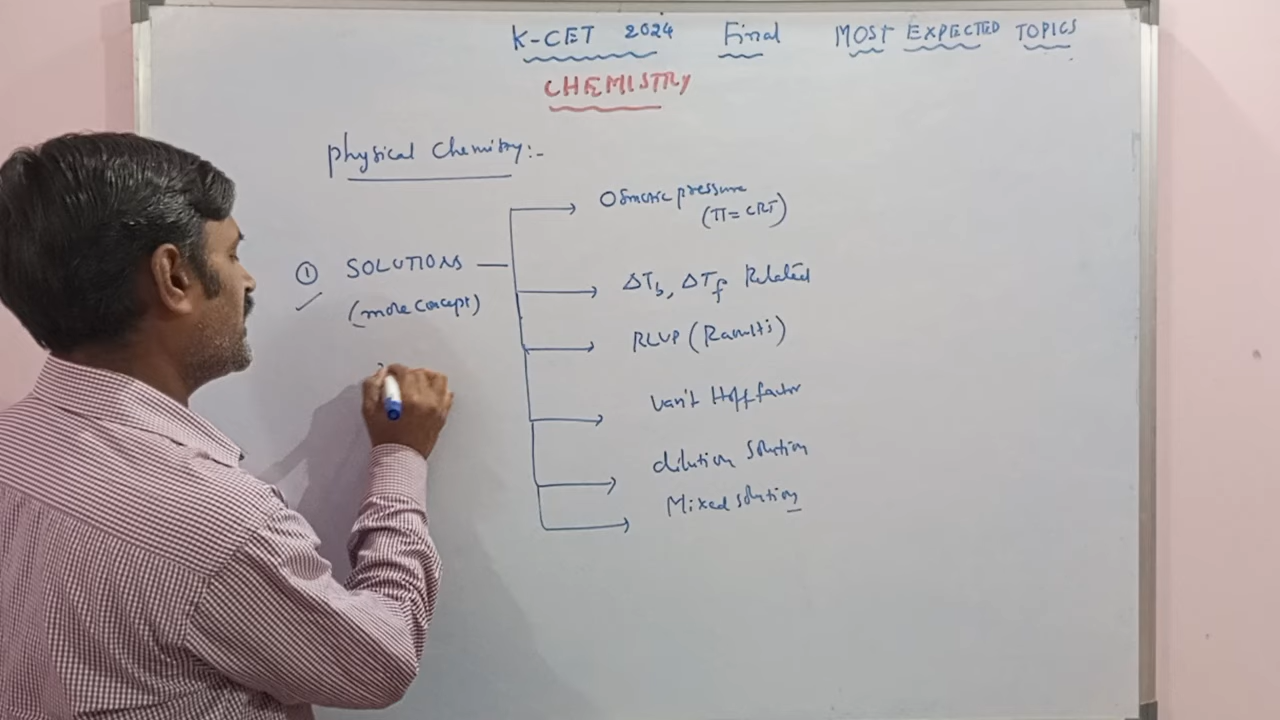 K-CET 2024 Final MOST EXPECTED TOPICS
CHEMISTRY
Physical Chemistry:-
Osmotic pressure
(π = CRT)
① SOLUTIONS
(more concept)
ΔTb, ΔTf Related
RLVP (Raoults)
Van't Hoff factor
dilution solution
Mixed solution